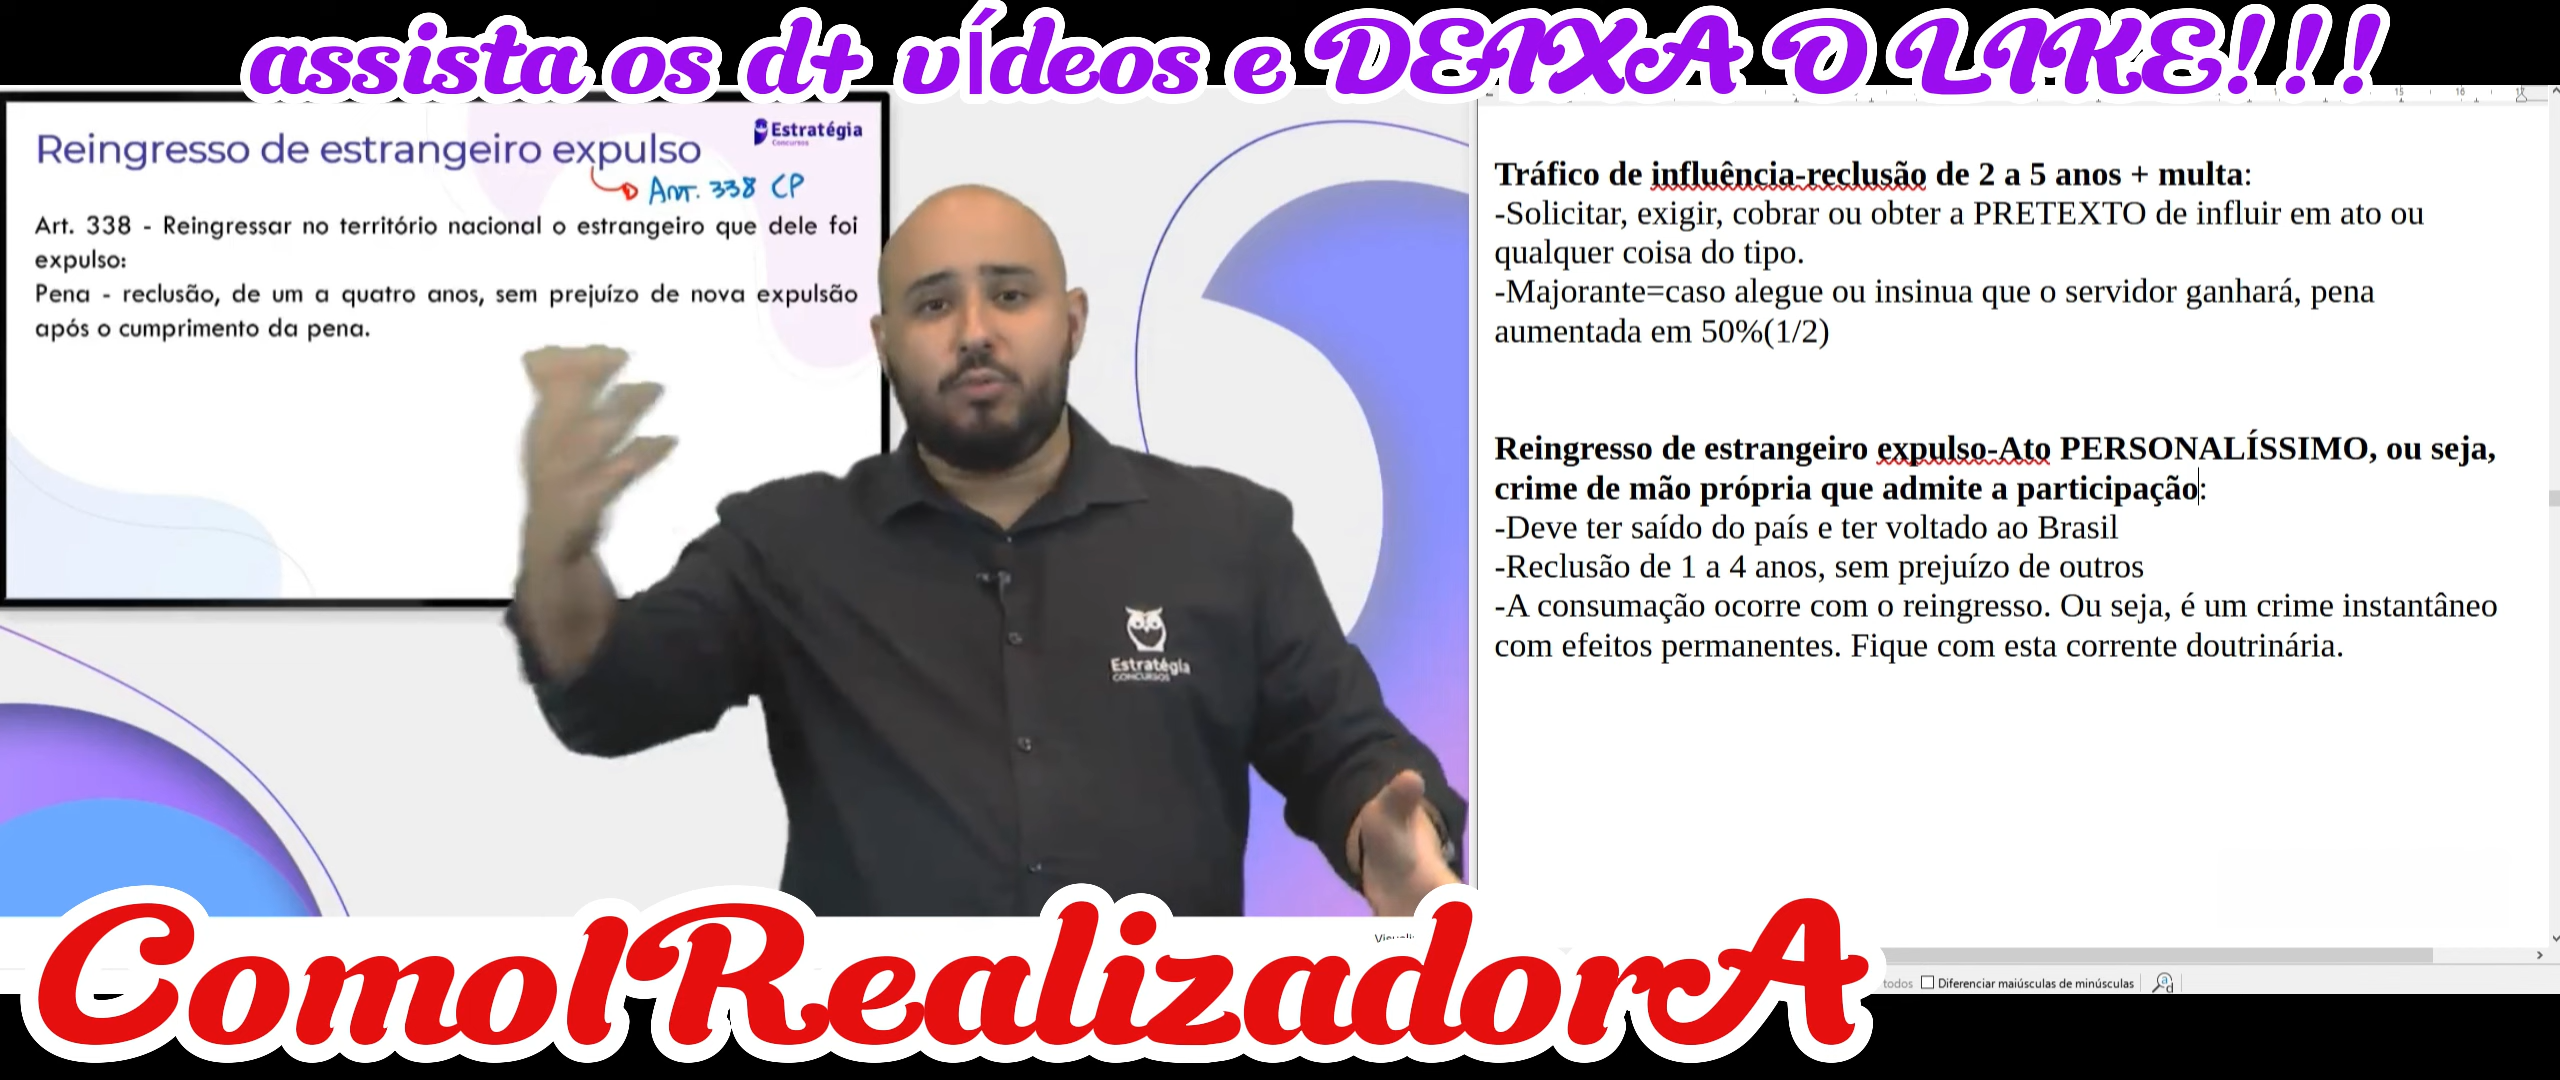 assista os d+ vÍdeos e DEIXA O LIKE!!!
Reingresso de estrangeiro expulso
Estratégia
Concursos
Art. 338 CP
Art. 338 - Reingressar no território nacional o estrangeiro que dele foi
expulso:
Pena - reclusão, de um a quatro anos, sem prejuízo de nova expulsão
após o cumprimento da pena.
Estratégia
CONCURSOS
15
16
Tráfico de influência-reclusão de 2 a 5 anos + multa:
-Solicitar, exigir, cobrar ou obter a PRETEXTO de influir em ato ou
qualquer coisa do tipo.
-Majorante=caso alegue ou insinua que o servidor ganhará, pena
aumentada em 50%(1/2)
Reingresso de estrangeiro expulso-Ato PERSONALÍSSIMO, ou seja,
crime de mão própria que admite a participação:
-Deve ter saído do país e ter voltado ao Brasil
-Reclusão de 1 a 4 anos, sem prejuízo de outros
-A consumação ocorre com o reingresso. Ou seja, é um crime instantâneo
com efeitos permanentes. Fique com esta corrente doutrinária.
todos Diferenciar maiúsculas de minúsculas
ComolRealizadorA